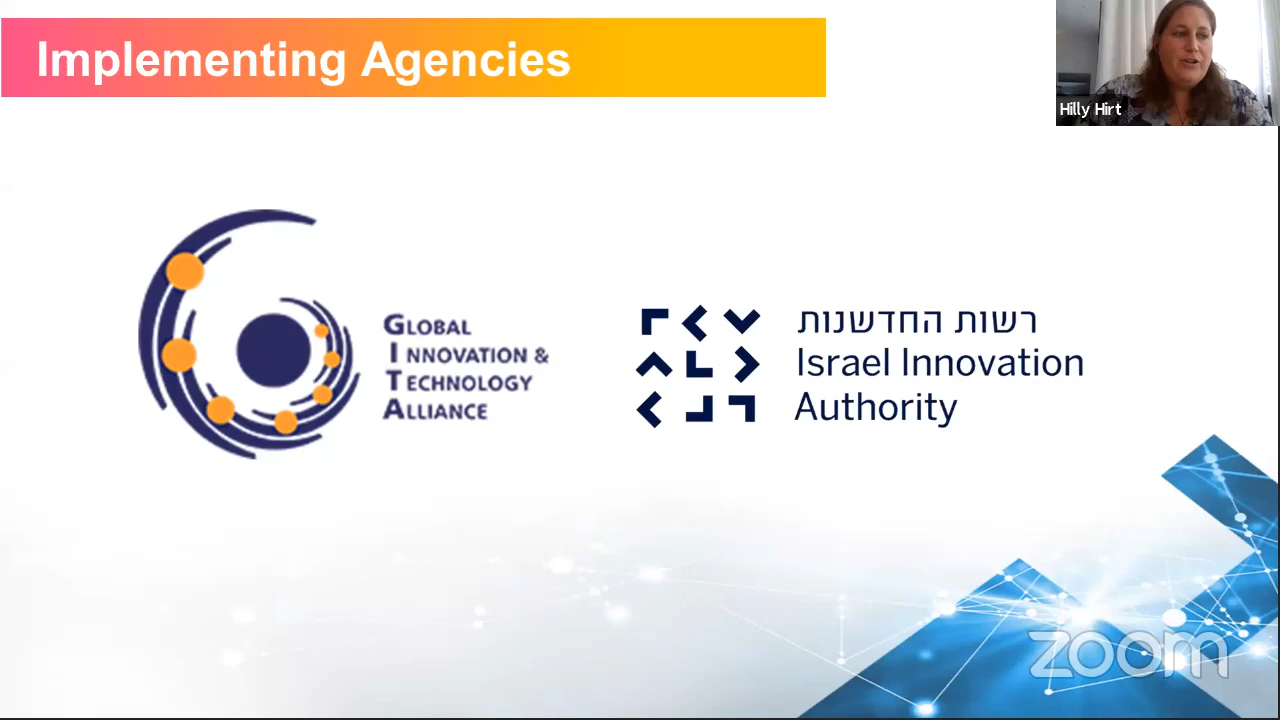 Implementing Agencies
Hilly Hirt
GLOBAL
INNOVATION &
TECHNOLOGY
ALLIANCE
רשות החדשנות
Israel Innovation
Authority
zoom